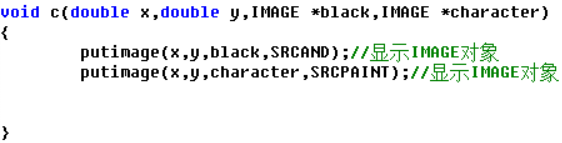 void c(double x,double y,IMAGE *black,IMAGE *character)
{
putimage(x,y,black,SRCAND);//显示IMAGE对象
putimage(x,y,character,SRCPAINT);//显示IMAGE对象
}